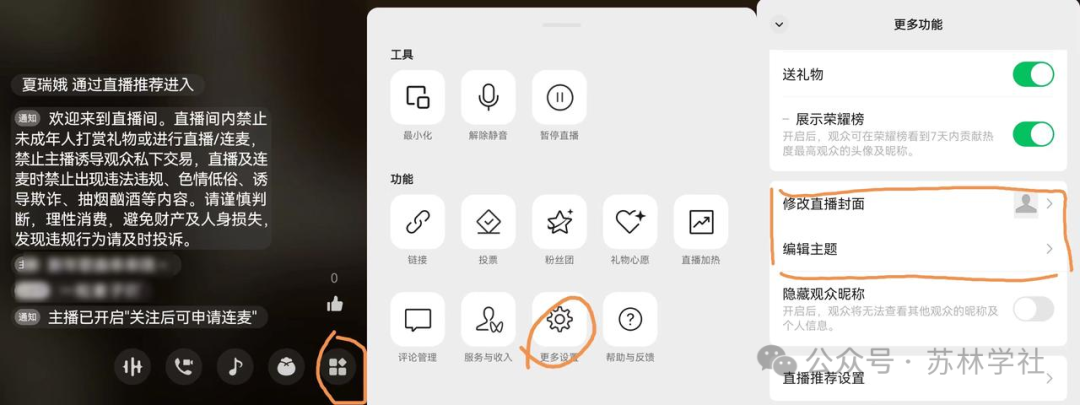 夏瑞娥 通过直播推荐进入
通知 欢迎来到直播间。直播间内禁止
未成年人打赏礼物或进行直播/连麦，
禁止主播诱导观众私下交易，直播及连
麦时禁止出现违法违规、色情低俗、诱
导欺诈、抽烟酗酒等内容。请谨慎判
断，理性消费，避免财产及人身损失，
发现违规行为请及时投诉。
0
通知 主播已开启"关注后可申请连麦"
工具
最小化 解除静音 暂停直播
功能
链接 投票 粉丝团 礼物心愿 直播加热
评论管理 服务与收入 更多设置 帮助与反馈
更多功能
送礼物
展示荣耀榜
开启后，观众可在荣耀榜看到7天内贡献热
度最高观众的头像及昵称。
修改直播封面
编辑主题
隐藏观众昵称
开启后，观众将无法查看其他观众的昵称及
个人信息。
公众号 · 苏林学社
直播推荐设置